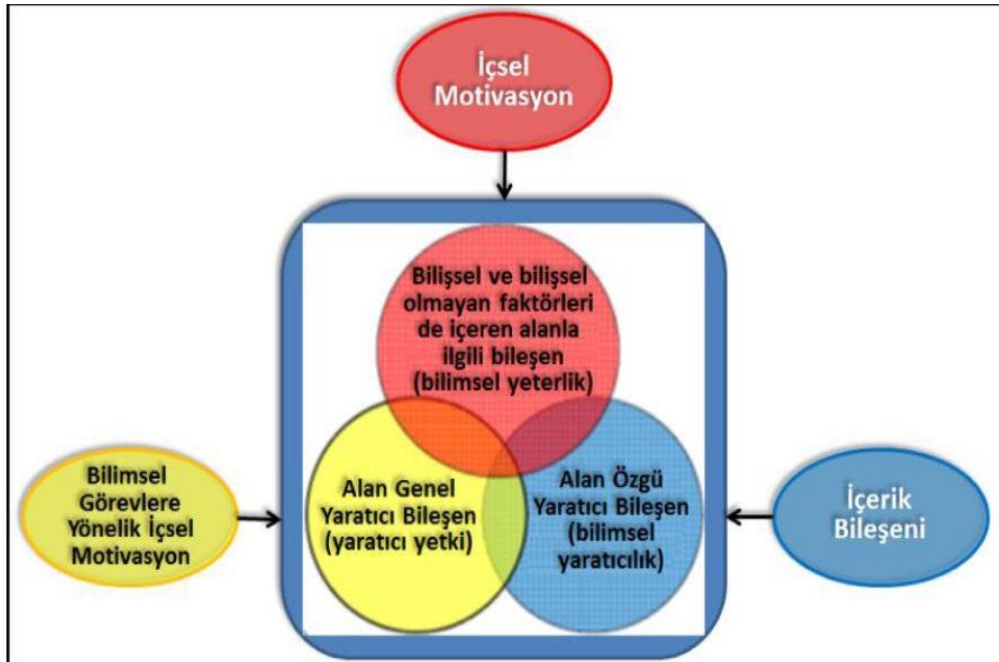 İçsel
Motivasyon
Bilişsel ve bilişsel
olmayan faktörleri
de içeren alanla
ilgili bileşen
(bilimsel yeterlik)
Bilimsel
Görevlere
Yönelik İçsel
Motivasyon
Alan Genel
Yaratıcı Bileşen
(yaratıcı yetki)
Alan Özgü
Yaratıcı Bileşen
(bilimsel
yaratıcılık)
İçerik
Bileşeni